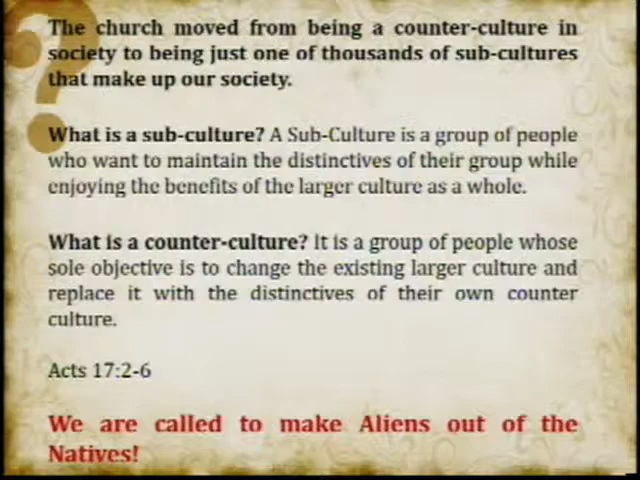 The church moved from being a counter-culture in
society to being just one of thousands of sub-cultures
that make up our society.
What is a sub-culture? A Sub-Culture is a group of people
who want to maintain the distinctives of their group while
enjoying the benefits of the larger culture as a whole.
What is a counter-culture? It is a group of people whose
sole objective is to change the existing larger culture and
replace it with the distinctives of their own counter
culture.
Acts 17:2-6
We are called to make Aliens out of the
Natives!